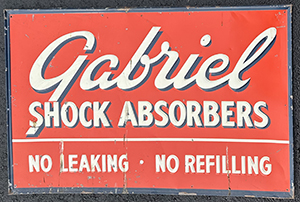 Gabriel
SHOCK ABSORBERS
NO LEAKING · NO REFILLING